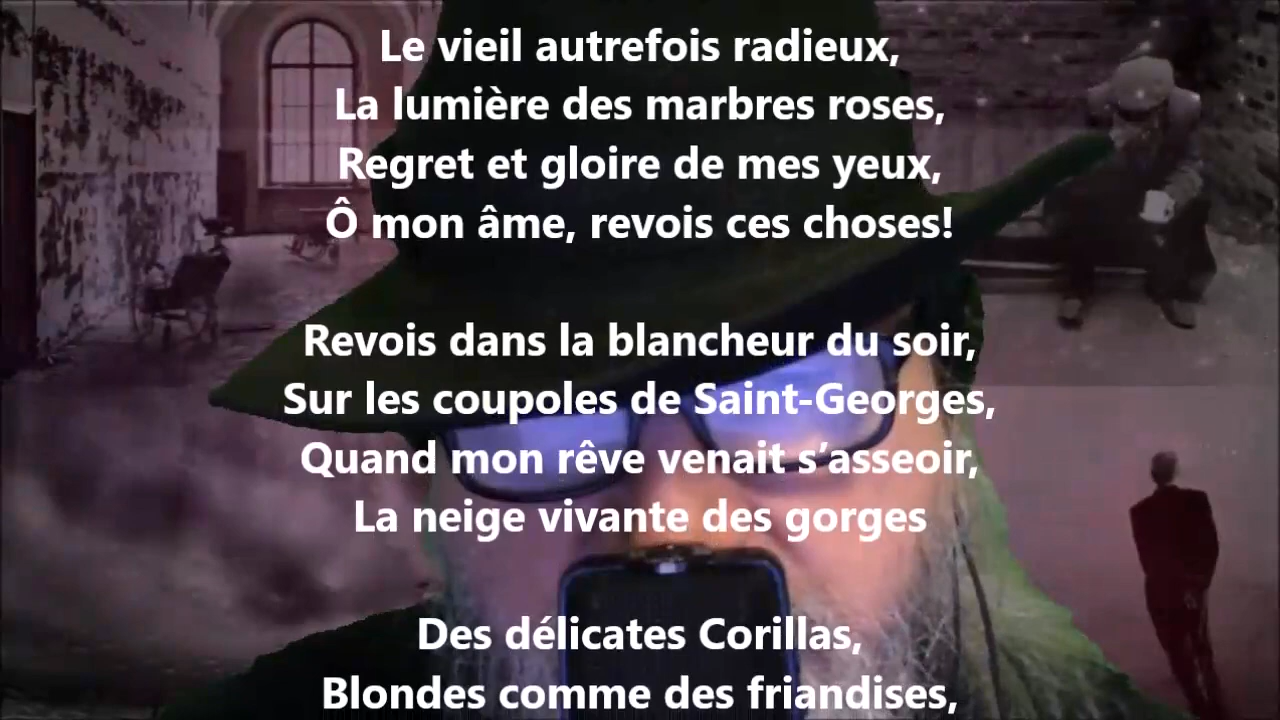 Le vieil autrefois radieux,
La lumière des marbres roses,
Regret et gloire de mes yeux,
Ô mon âme, revois ces choses!
Revois dans la blancheur du soir,
Sur les coupoles de Saint-Georges,
Quand mon rêve venait s’asseoir,
La neige vivante des gorges
Des délicates Corillas,
Blondes comme des friandises,